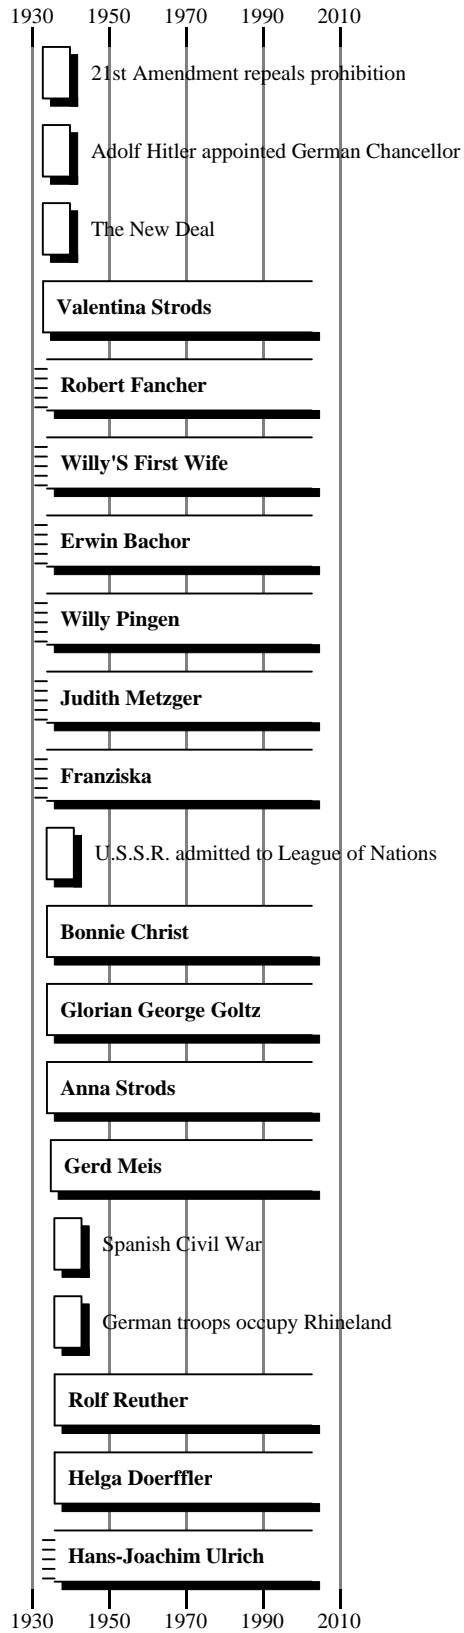 1930 1950 1970 1990 2010
21st Amendment repeals prohibition
Adolf Hitler appointed German Chancellor
The New Deal
Valentina Strods
Robert Fancher
Willy'S First Wife
Erwin Bachor
Willy Pingen
Judith Metzger
Franziska
U.S.S.R. admitted to League of Nations
Bonnie Christ
Glorian George Goltz
Anna Strods
Gerd Meis
Spanish Civil War
German troops occupy Rhineland
Rolf Reuther
Helga Doerffler
Hans-Joachim Ulrich
1930 1950 1970 1990 2010